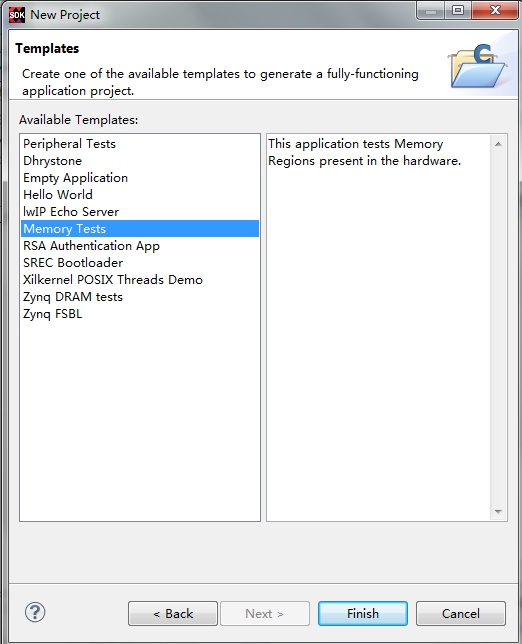 SDK New Project
Templates
Create one of the available templates to generate a fully-functioning
application project.
C
Available Templates:
Peripheral Tests
Dhrystone
Empty Application
Hello World
lwIP Echo Server
Memory Tests
RSA Authentication App
SREC Bootloader
Xilkernel POSIX Threads Demo
Zynq DRAM tests
Zynq FSBL
This application tests Memory
Regions present in the hardware.
?
< Back
Next >
Finish
Cancel